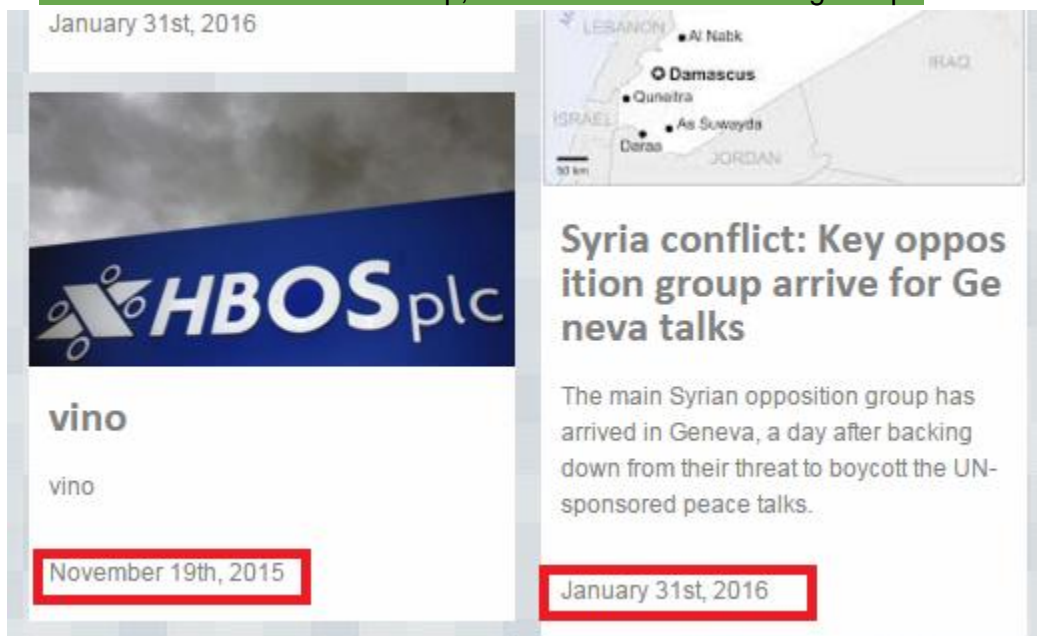 January 31st, 2016
HBOSplc
vino
vino
November 19th, 2015
LEBANON
Al Nabk
IRAQ
Damascus
Quneitra
ISRAEL
As Suwayda
Daraa
JORDAN
50 km
Syria conflict: Key oppos
ition group arrive for Ge
neva talks
The main Syrian opposition group has
arrived in Geneva, a day after backing
down from their threat to boycott the UN-
sponsored peace talks.
January 31st, 2016